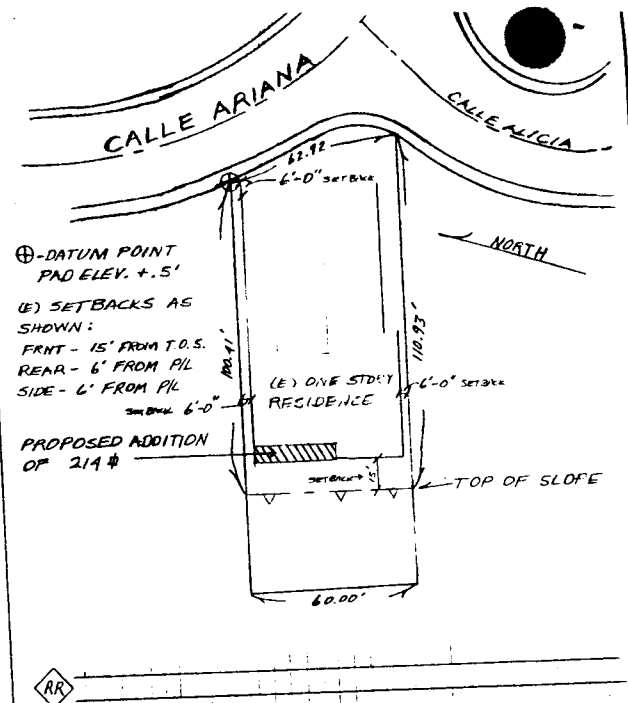 CALLE ARIANA
CALLE ALICIA
62.92
6'-0" SETBACK
NORTH
⊕-DATUM POINT
PAD ELEV. +.5'
(E) SETBACKS AS
SHOWN:
FRNT - 15' FROM T.O.S.
REAR - 6' FROM P/L
SIDE - 6' FROM P/L
100.41'
110.93'
(E) ONE STORY
RESIDENCE
SETBACK 6'-0"
6'-0" SETBACK
PROPOSED ADDITION
OF 214 ⌗
SETBACK → 15'
TOP OF SLOPE
60.00'
RR